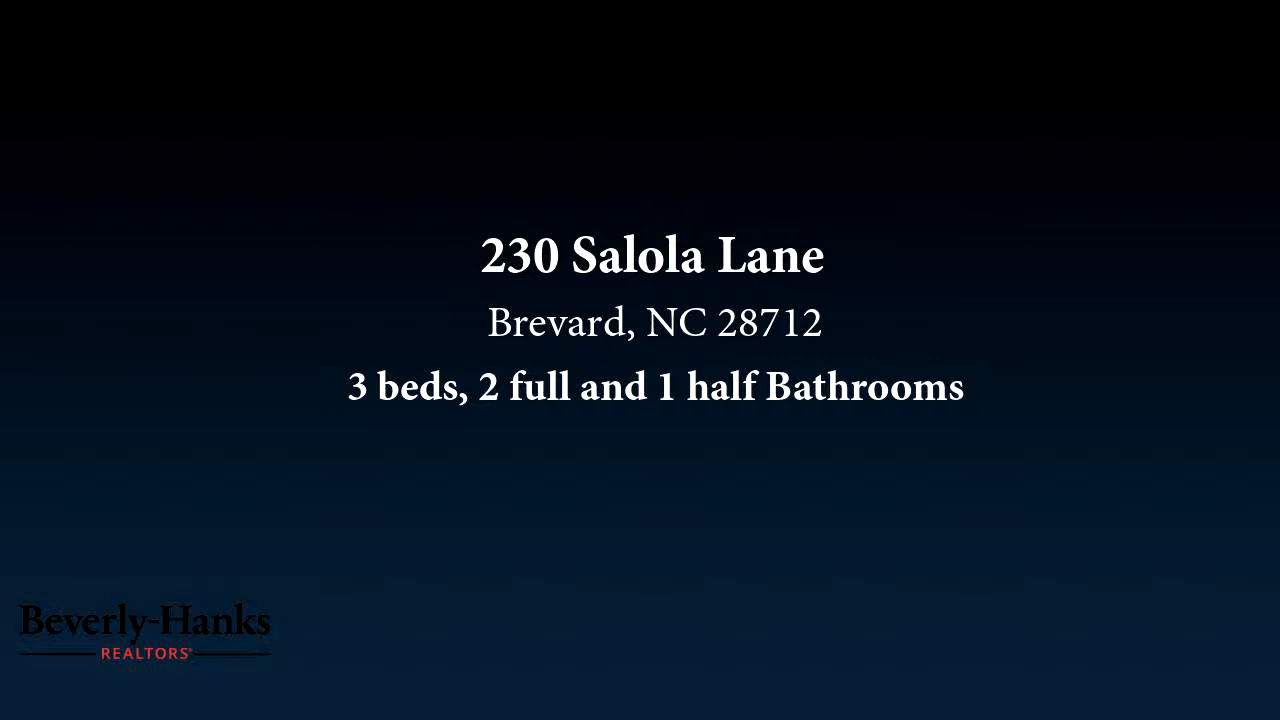 230 Salola Lane
Brevard, NC 28712
3 beds, 2 full and 1 half Bathrooms
Beverly-Hanks
REALTORS®